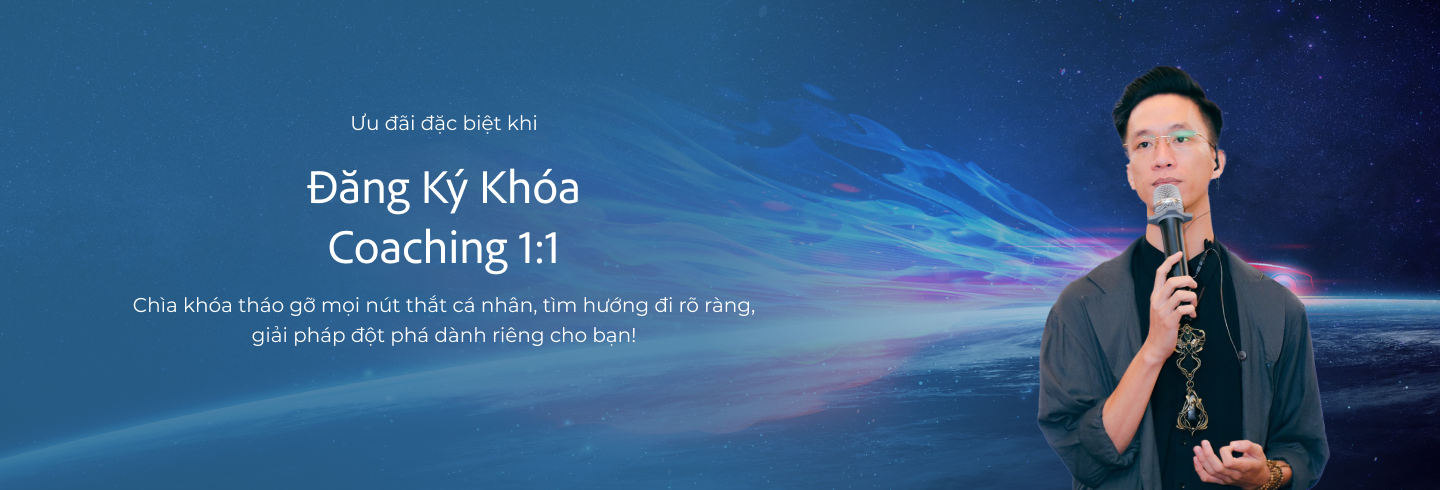 Ưu đãi đặc biệt khi
Đăng Ký Khóa
Coaching 1:1
Chìa khóa tháo gỡ mọi nút thắt cá nhân, tìm hướng đi rõ ràng,
giải pháp đột phá dành riêng cho bạn!